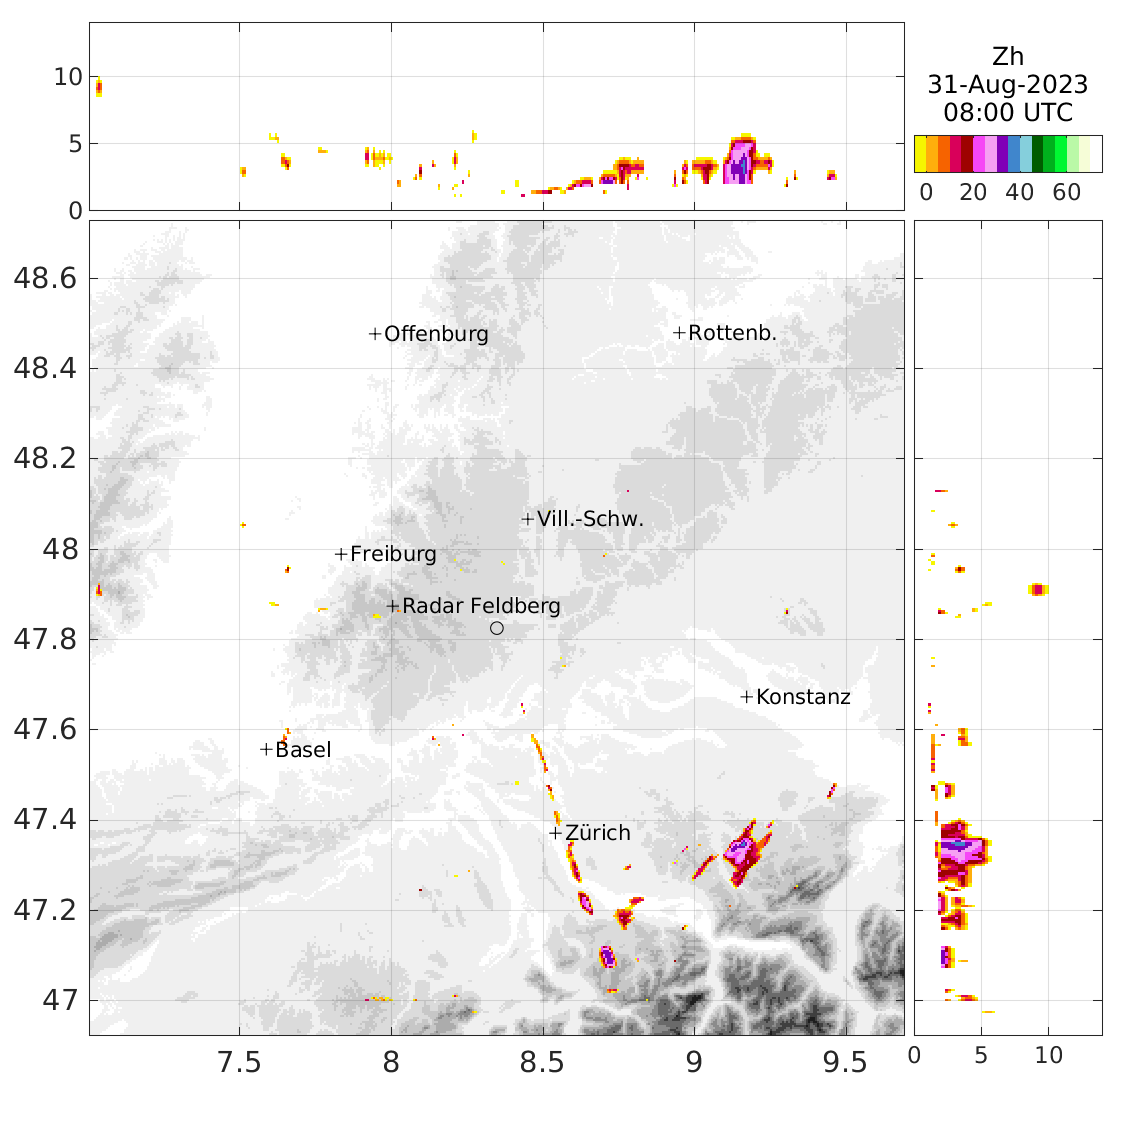 Zh
31-Aug-2023
08:00 UTC
0 20 40 60
10
5
0
48.6
48.4
48.2
48
47.8
47.6
47.4
47.2
47
+Offenburg
+Rottenb.
+Vill.-Schw.
+Freiburg
+Radar Feldberg
+Konstanz
+Basel
+Zürich
7.5 8 8.5 9 9.5
0 5 10